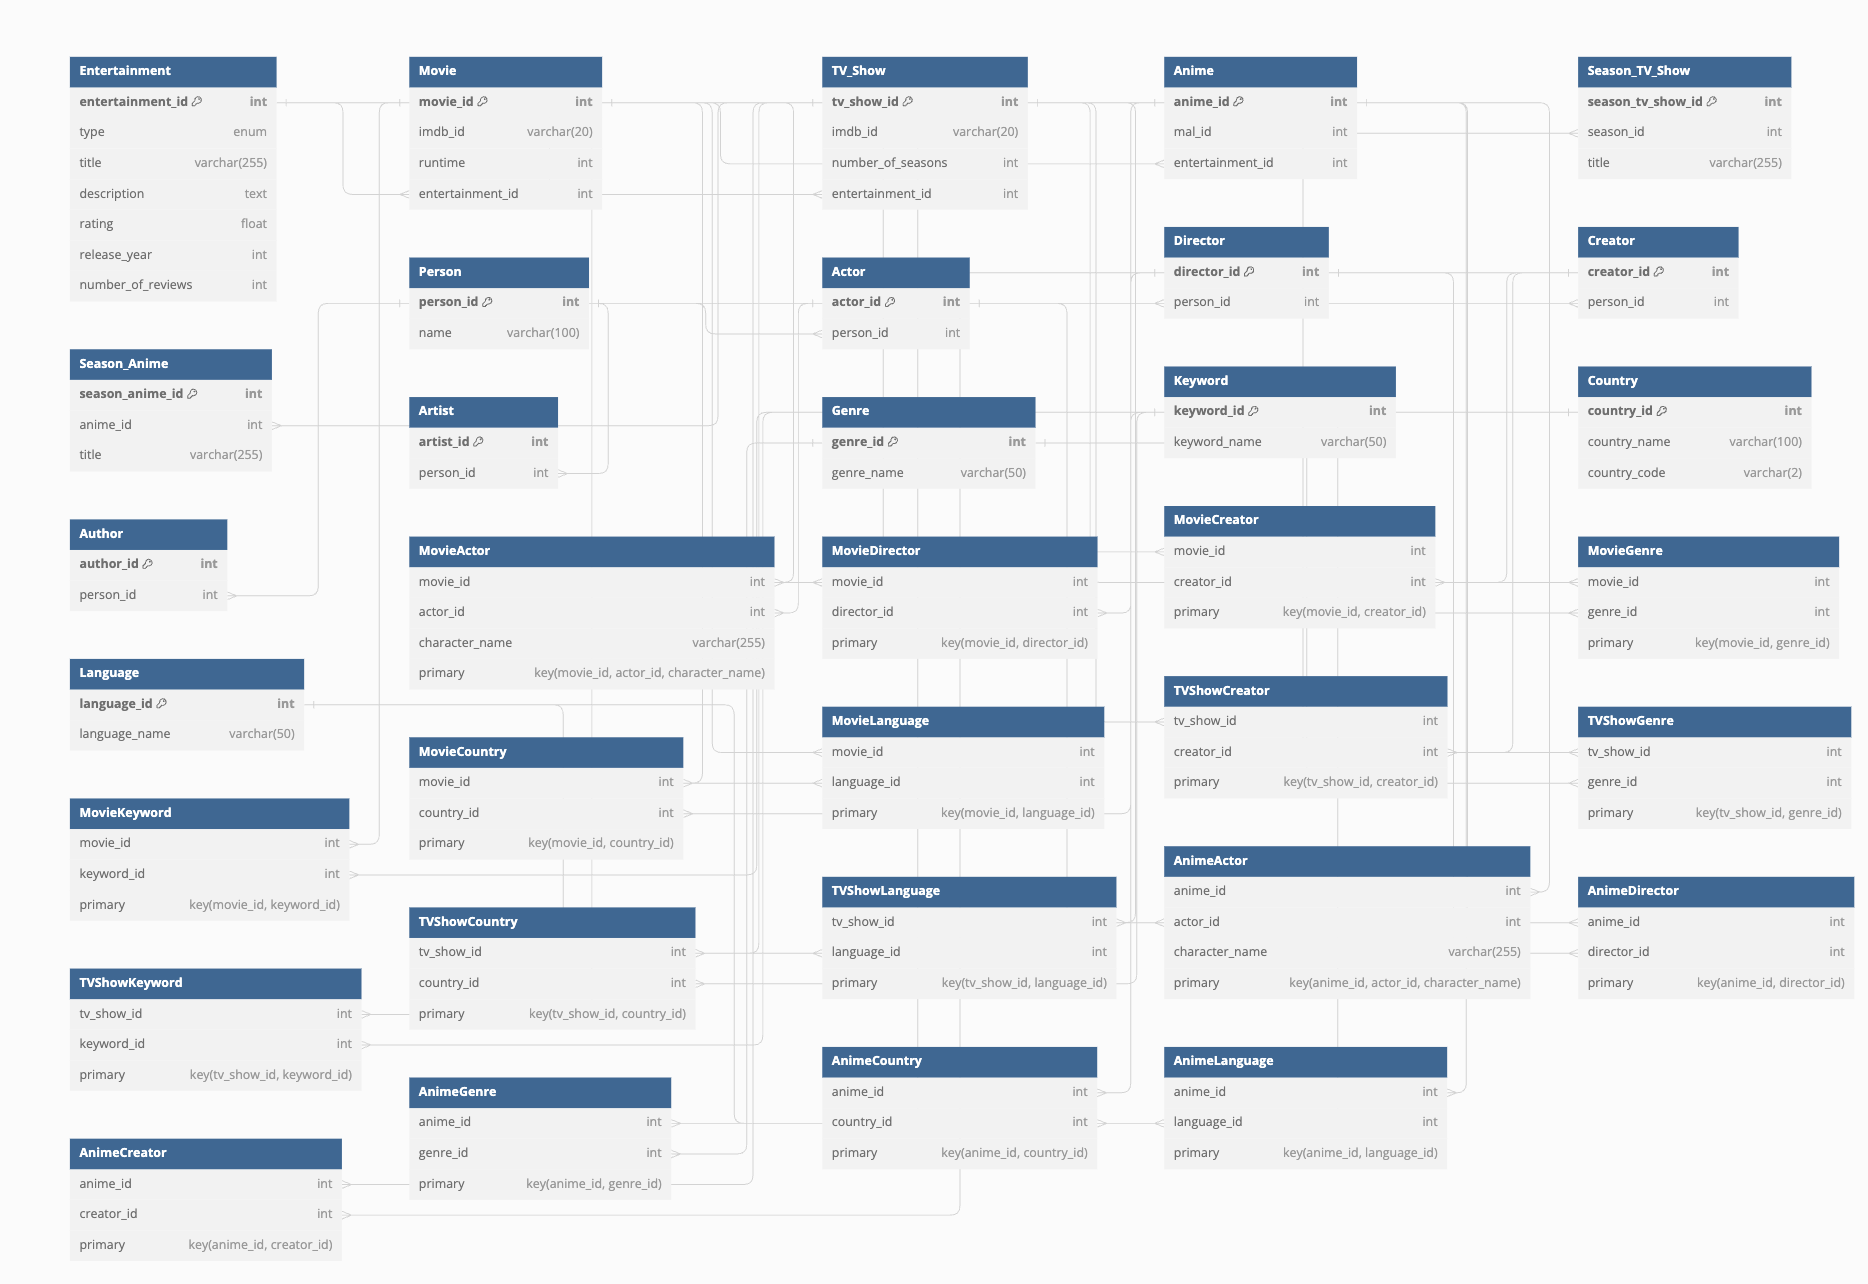 Entertainment
entertainment_id int
type enum
title varchar(255)
description text
rating float
release_year int
number_of_reviews int
Movie
movie_id int
imdb_id varchar(20)
runtime int
entertainment_id int
TV_Show
tv_show_id int
imdb_id varchar(20)
number_of_seasons int
entertainment_id int
Anime
anime_id int
mal_id int
entertainment_id int
Season_TV_Show
season_tv_show_id int
season_id int
title varchar(255)
Person
person_id int
name varchar(100)
Actor
actor_id int
person_id int
Director
director_id int
person_id int
Creator
creator_id int
person_id int
Season_Anime
season_anime_id int
anime_id int
title varchar(255)
Artist
artist_id int
person_id int
Genre
genre_id int
genre_name varchar(50)
Keyword
keyword_id int
keyword_name varchar(50)
Country
country_id int
country_name varchar(100)
country_code varchar(2)
Author
author_id int
person_id int
MovieActor
movie_id int
actor_id int
character_name varchar(255)
primary key(movie_id, actor_id, character_name)
MovieDirector
movie_id int
director_id int
primary key(movie_id, director_id)
MovieCreator
movie_id int
creator_id int
primary key(movie_id, creator_id)
MovieGenre
movie_id int
genre_id int
primary key(movie_id, genre_id)
Language
language_id int
language_name varchar(50)
MovieCountry
movie_id int
country_id int
primary key(movie_id, country_id)
MovieLanguage
movie_id int
language_id int
primary key(movie_id, language_id)
TVShowCreator
tv_show_id int
creator_id int
primary key(tv_show_id, creator_id)
TVShowGenre
tv_show_id int
genre_id int
primary key(tv_show_id, genre_id)
MovieKeyword
movie_id int
keyword_id int
primary key(movie_id, keyword_id)
TVShowCountry
tv_show_id int
country_id int
primary key(tv_show_id, country_id)
TVShowLanguage
tv_show_id int
language_id int
primary key(tv_show_id, language_id)
AnimeActor
anime_id int
actor_id int
character_name varchar(255)
primary key(anime_id, actor_id, character_name)
AnimeDirector
anime_id int
director_id int
primary key(anime_id, director_id)
TVShowKeyword
tv_show_id int
keyword_id int
primary key(tv_show_id, keyword_id)
AnimeGenre
anime_id int
genre_id int
primary key(anime_id, genre_id)
AnimeCountry
anime_id int
country_id int
primary key(anime_id, country_id)
AnimeLanguage
anime_id int
language_id int
primary key(anime_id, language_id)
AnimeCreator
anime_id int
creator_id int
primary key(anime_id, creator_id)